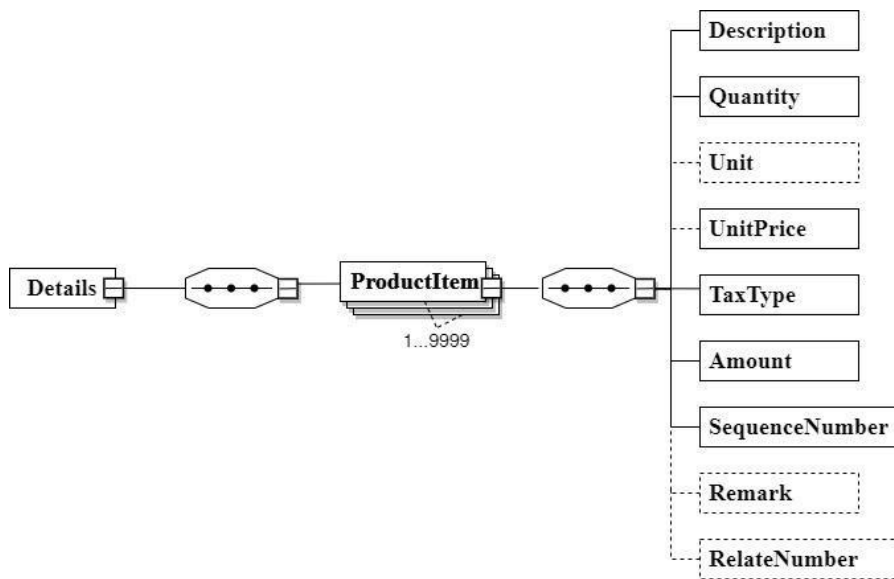 Description
Quantity
Unit
UnitPrice
Details
ProductItem
TaxType
1...9999
Amount
SequenceNumber
Remark
RelateNumber